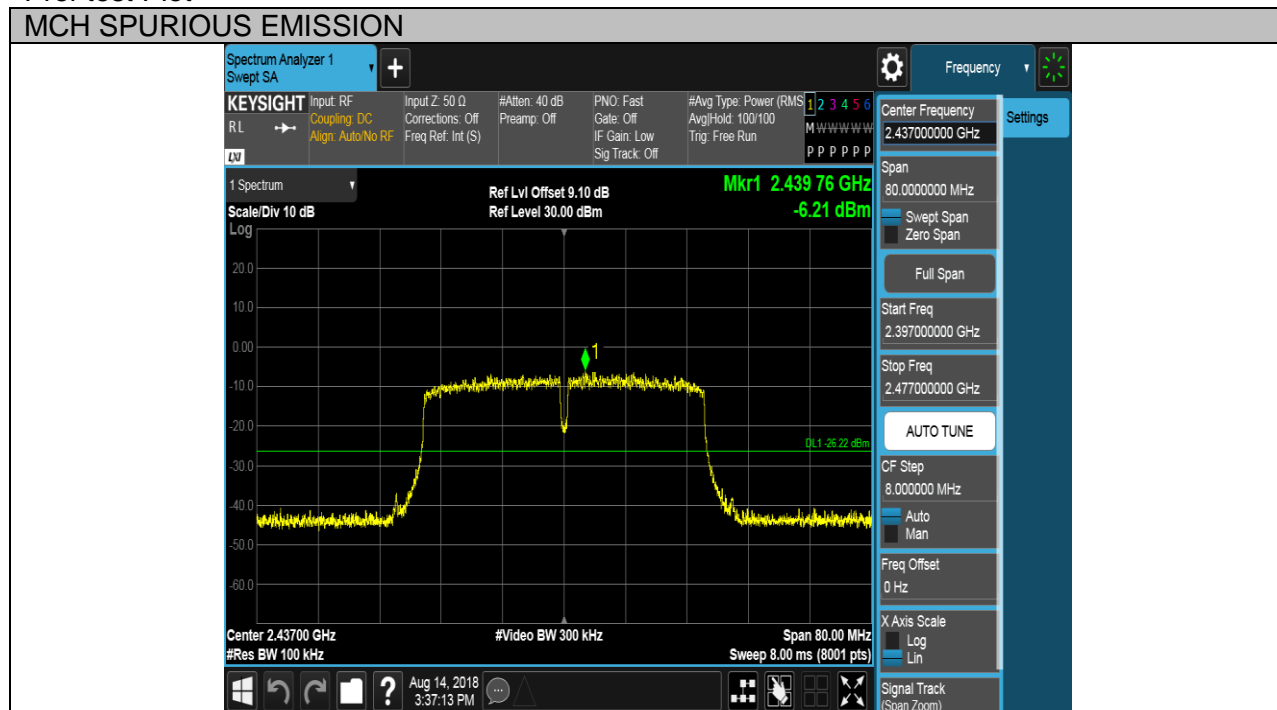 MCH SPURIOUS EMISSION
Spectrum Analyzer 1
Swept SA
+
Frequency
KEYSIGHT
RL
LXI
Input: RF
Coupling: DC
Align: Auto/No RF
Input Z: 50 Ω
Corrections: Off
Freq Ref: Int (S)
#Atten: 40 dB
Preamp: Off
PNO: Fast
Gate: Off
IF Gain: Low
Sig Track: Off
#Avg Type: Power (RMS
Avg|Hold: 100/100
Trig: Free Run
1 2 3 4 5 6
M W W W W W
P P P P P P
1 Spectrum
Scale/Div 10 dB
Log
Ref Lvl Offset 9.10 dB
Ref Level 30.00 dBm
Mkr1 2.439 76 GHz
-6.21 dBm
20.0
10.0
0.00
-10.0
-20.0
-30.0
-40.0
-50.0
-60.0
1
DL1 -26.22 dBm
Center 2.43700 GHz
#Res BW 100 kHz
#Video BW 300 kHz
Span 80.00 MHz
Sweep 8.00 ms (8001 pts)
Center Frequency
2.437000000 GHz
Settings
Span
80.0000000 MHz
Swept Span
Zero Span
Full Span
Start Freq
2.397000000 GHz
Stop Freq
2.477000000 GHz
AUTO TUNE
CF Step
8.000000 MHz
Auto
Man
Freq Offset
0 Hz
X Axis Scale
Log
Lin
Signal Track
(Span Zoom)
?
Aug 14, 2018
3:37:13 PM